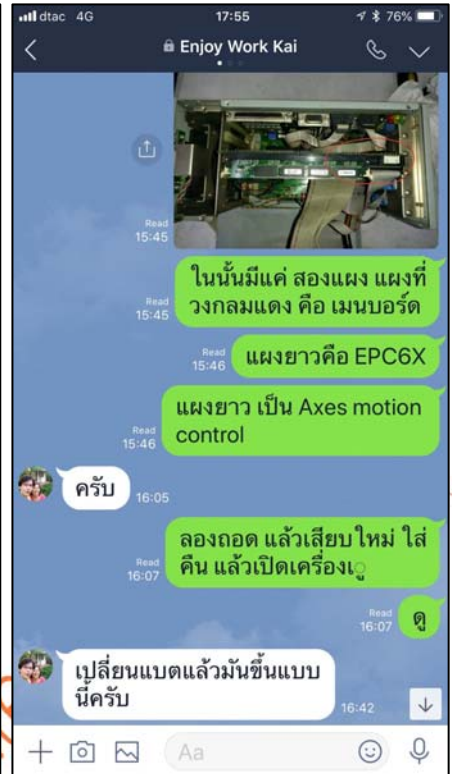 dtac 4G 17:55 76%
Enjoy Work Kai
Read
15:45
ในนั้นมีแค่ สองแผง แผงที่
วงกลมแดง คือ เมนบอร์ด
Read
15:45
แผงยาวคือ EPC6X
Read
15:46
แผงยาว เป็น Axes motion
control
Read
15:46
ครับ
16:05
ลองถอด แล้วเสียบใหม่ ใส่
คืน แล้วเปิดเครื่องเู
Read
16:07
ดู
Read
16:07
เปลี่ยนแบตแล้วมันขึ้นแบบ
นี้ครับ
16:42
Aa